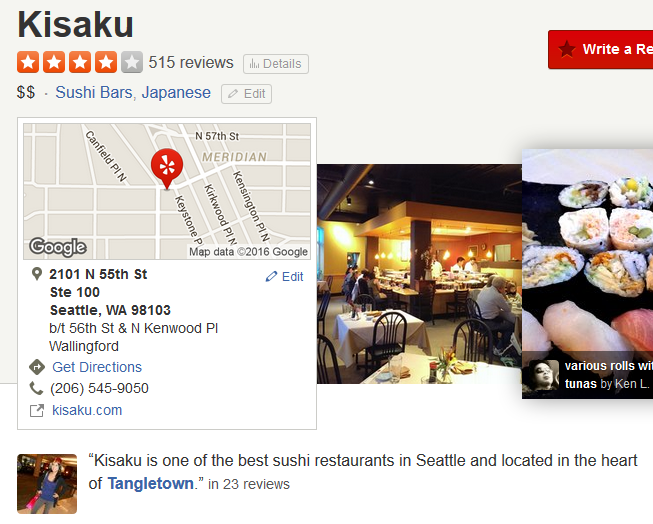 Kisaku
515 reviews Details
Write a Re
$$ · Sushi Bars, Japanese Edit
N 57th St
MERIDIAN
Canfield Pl N
Kensington Pl N
Kirkwood Pl N
Keystone P
Google
Map data ©2016 Google
2101 N 55th St
Edit
Ste 100
Seattle, WA 98103
b/t 56th St & N Kenwood Pl
Wallingford
Get Directions
(206) 545-9050
kisaku.com
various rolls wit
tunas by Ken L.
“Kisaku is one of the best sushi restaurants in Seattle and located in the heart
of Tangletown.” in 23 reviews